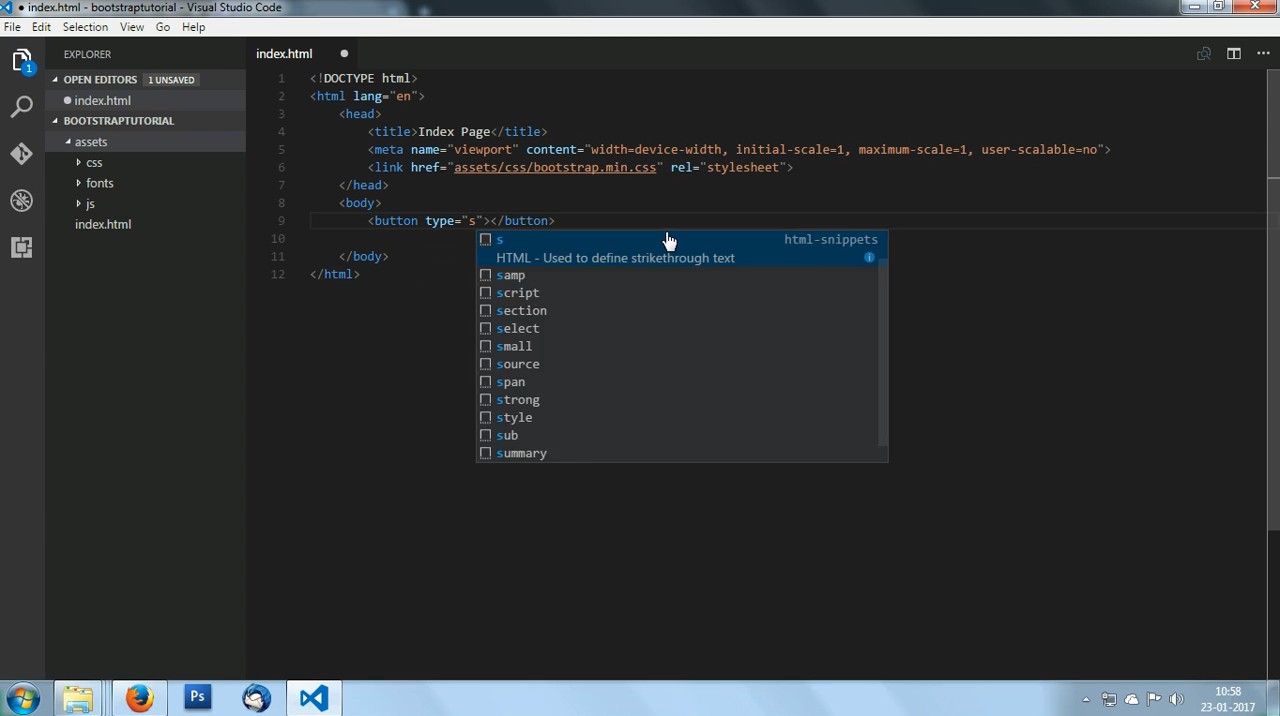 ● index.html - bootstraptutorial - Visual Studio Code
File Edit Selection View Go Help
EXPLORER
OPEN EDITORS 1 UNSAVED
index.html
BOOTSTRAPTUTORIAL
assets
css
fonts
js
index.html
1
index.html
1 <!DOCTYPE html>
2 <html lang="en">
3 <head>
4 <title>Index Page</title>
5 <meta name="viewport" content="width=device-width, initial-scale=1, maximum-scale=1, user-scalable=no">
6 <link href="assets/css/bootstrap.min.css" rel="stylesheet">
7 </head>
8 <body>
9 <button type="s"></button>
10
11 </body>
12 </html>
s html-snippets
HTML - Used to define strikethrough text
samp
script
section
select
small
source
span
strong
style
sub
summary
Ps
10:58
23-01-2017